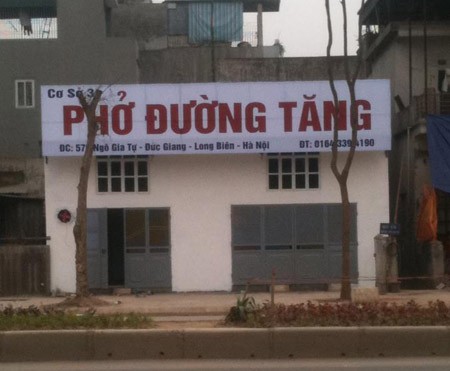 Cơ Sở 3
PHỞ ĐƯỜNG TĂNG
ĐC: 57 Ngô Gia Tự - Đức Giang - Long Biên - Hà Nội ĐT: 0164 339 4190